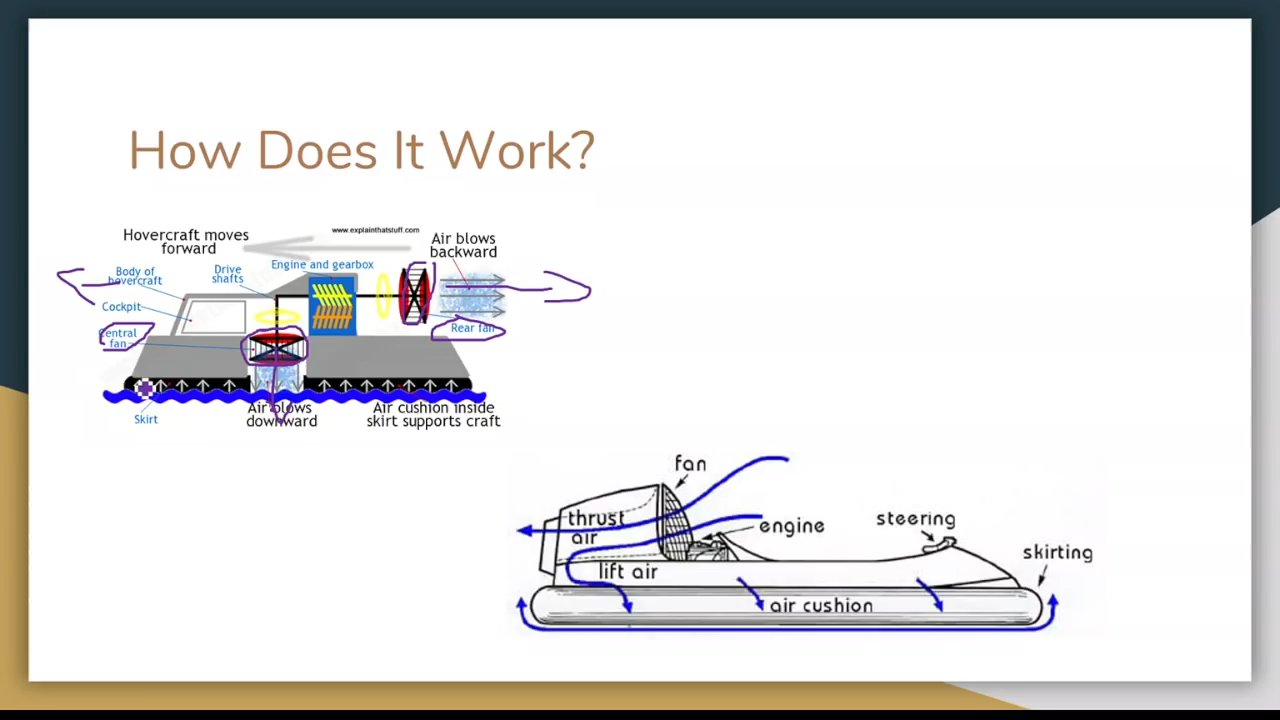 How Does It Work?
Hovercraft moves
forward
www.explainthatstuff.com
Air blows
backward
Body of
hovercraft
Drive
shafts
Engine and gearbox
Cockpit
Central
fan
Rear fan
Skirt
Air blows
downward
Air cushion inside
skirt supports craft
fan
thrust
air
engine
steering
skirting
lift air
air cushion